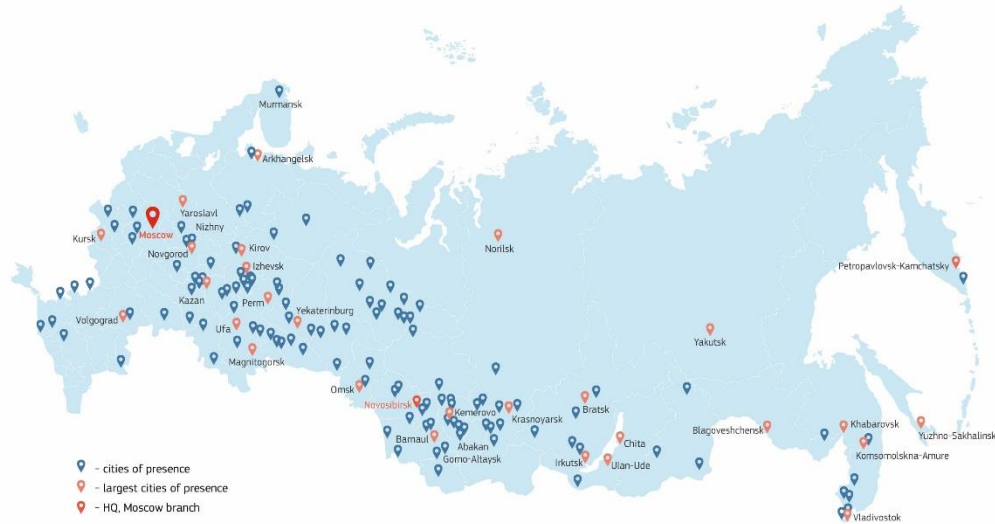 Murmansk
Arkhangelsk
Yaroslavl
Nizhny
Moscow
Kursk
Novgorod
Kirov
Norilsk
Izhevsk
Petropavlovsk-Kamchatsky
Kazan
Perm
Yekaterinburg
Volgograd
Ufa
Yakutsk
Magnitogorsk
Omsk
Novosibirsk
Kemerovo
Krasnoyarsk
Bratsk
Blagoveshchensk
Khabarovsk
Yuzhno-Sakhalinsk
Barnaul
Abakan
Chita
Komsomolskna-Amure
Gorno-Altaysk
Irkutsk
Ulan-Ude
- cities of presence
- largest cities of presence
- HQ, Moscow branch
Vladivostok